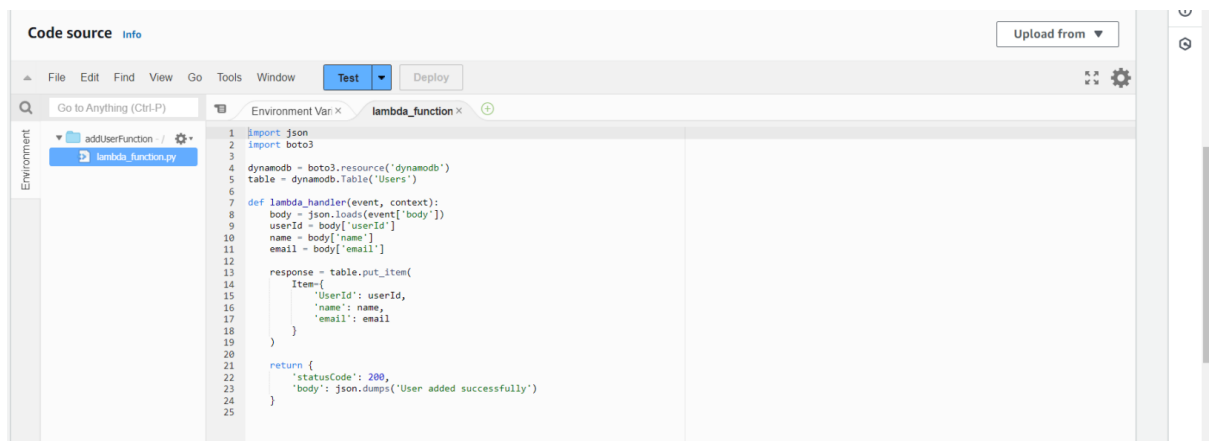 Code source Info
Upload from ▼
File Edit Find View Go Tools Window Test Deploy
Go to Anything (Ctrl-P)
Environment Vari ×
lambda_function ×
Environment
addUserFunction - /
lambda_function.py
1 import json
2 import boto3
3
4 dynamodb = boto3.resource('dynamodb')
5 table = dynamodb.Table('Users')
6
7 def lambda_handler(event, context):
8     body = json.loads(event['body'])
9     userId = body['userId']
10     name = body['name']
11     email = body['email']
12
13     response = table.put_item(
14         Item={
15             'UserId': userId,
16             'name': name,
17             'email': email
18         }
19     )
20
21     return {
22         'statusCode': 200,
23         'body': json.dumps('User added successfully')
24     }
25